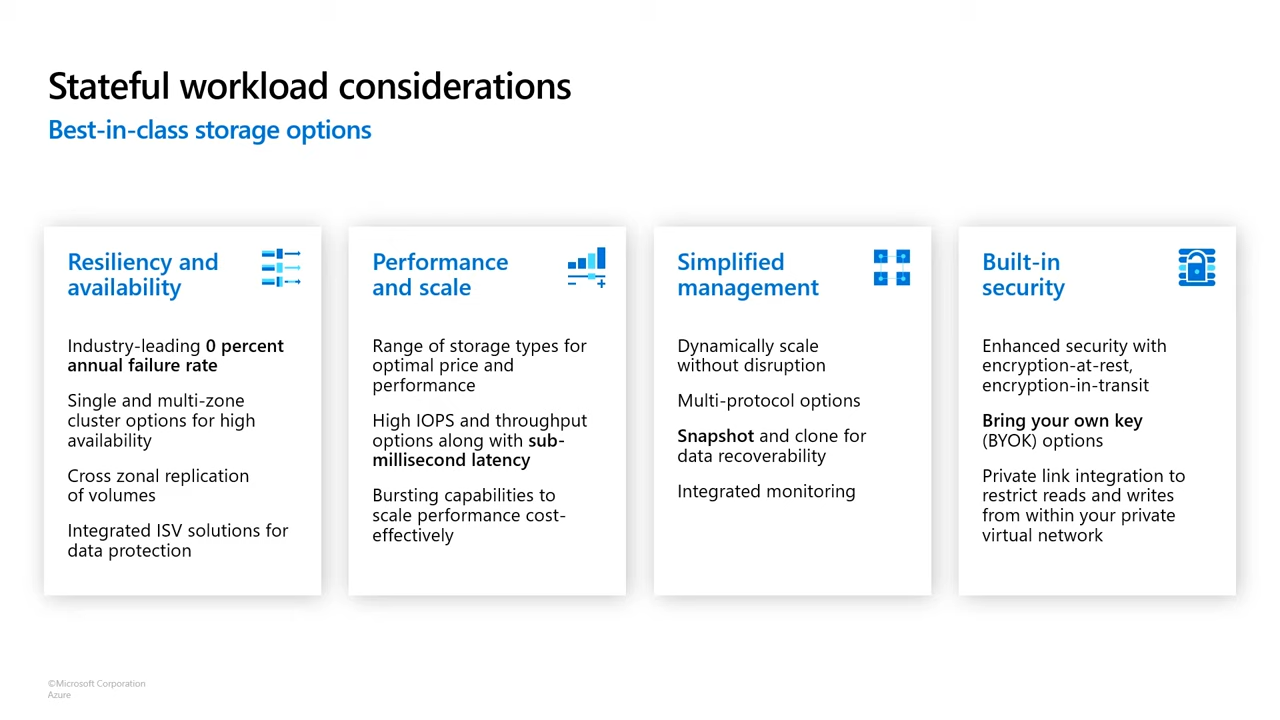 Stateful workload considerations
Best-in-class storage options
Resiliency and
availability
Industry-leading 0 percent
annual failure rate
Single and multi-zone
cluster options for high
availability
Cross zonal replication
of volumes
Integrated ISV solutions for
data protection
Performance
and scale
Range of storage types for
optimal price and
performance
High IOPS and throughput
options along with sub-
millisecond latency
Bursting capabilities to
scale performance cost-
effectively
Simplified
management
Dynamically scale
without disruption
Multi-protocol options
Snapshot and clone for
data recoverability
Integrated monitoring
Built-in
security
Enhanced security with
encryption-at-rest,
encryption-in-transit
Bring your own key
(BYOK) options
Private link integration to
restrict reads and writes
from within your private
virtual network
©Microsoft Corporation
Azure